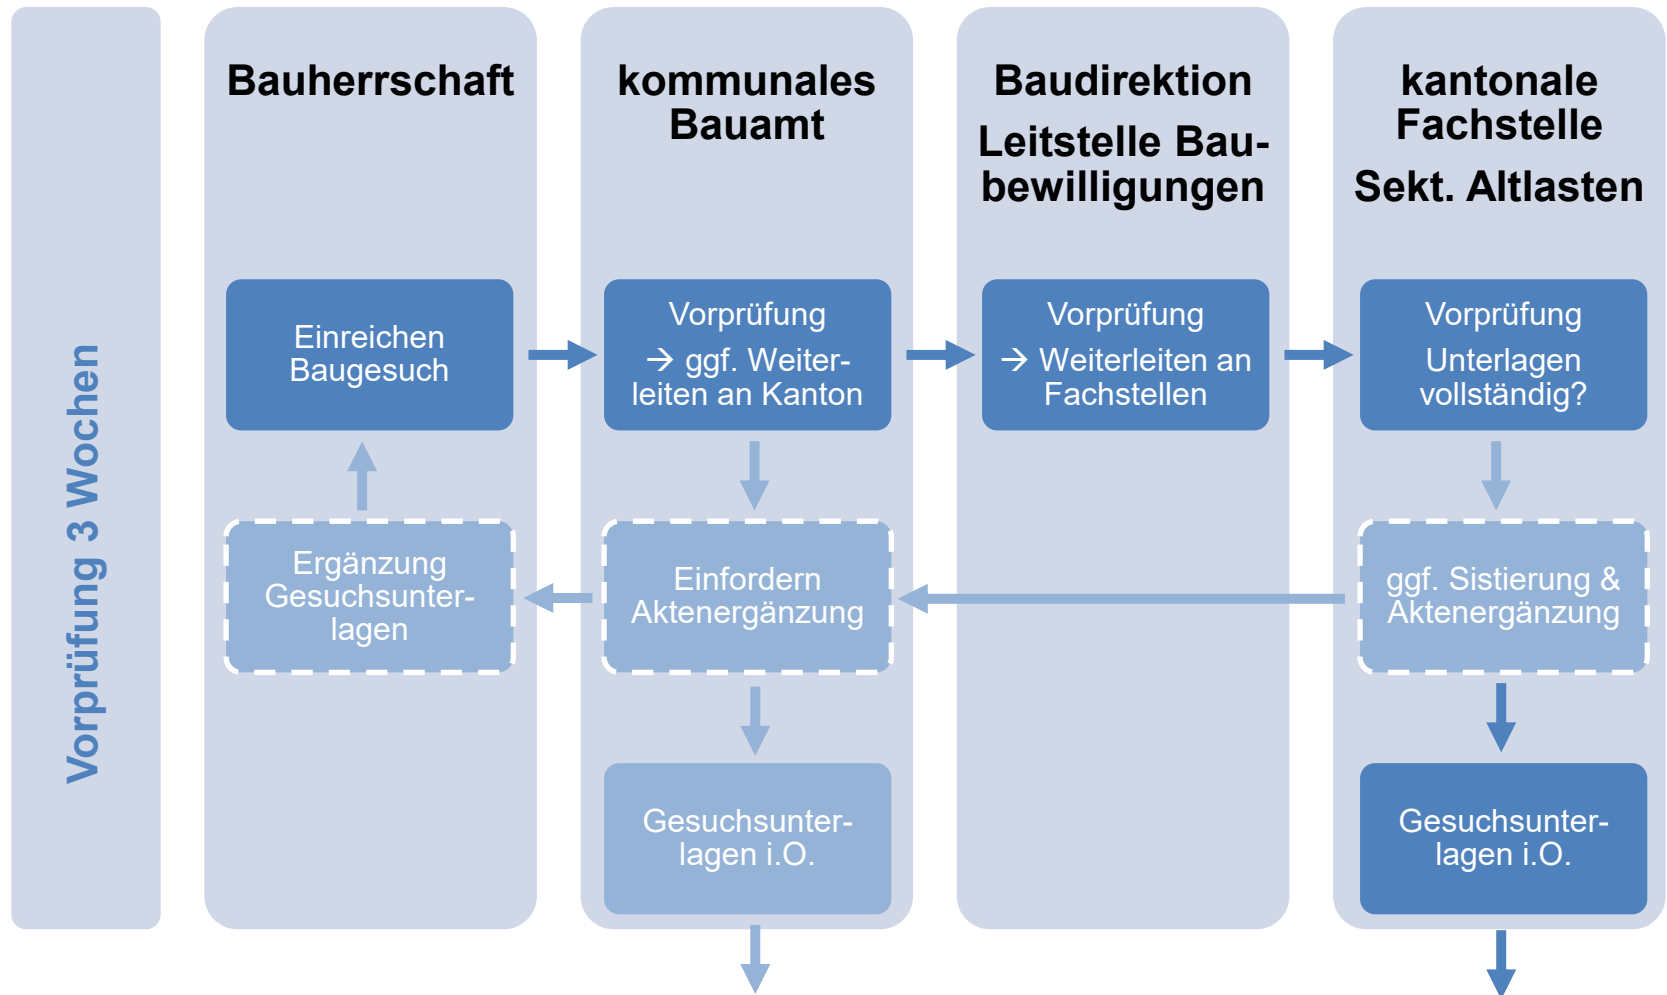 Vorprüfung 3 Wochen
Bauherrschaft
kommunales
Bauamt
Baudirektion
Leitstelle Bau-
bewilligungen
kantonale
Fachstelle
Sekt. Altlasten
Einreichen
Baugesuch
Vorprüfung
→ ggf. Weiter-
leiten an Kanton
Vorprüfung
→ Weiterleiten an
Fachstellen
Vorprüfung
Unterlagen
vollständig?
Ergänzung
Gesuchsunter-
lagen
Einfordern
Aktenergänzung
ggf. Sistierung &
Aktenergänzung
Gesuchsunter-
lagen i.O.
Gesuchsunter-
lagen i.O.